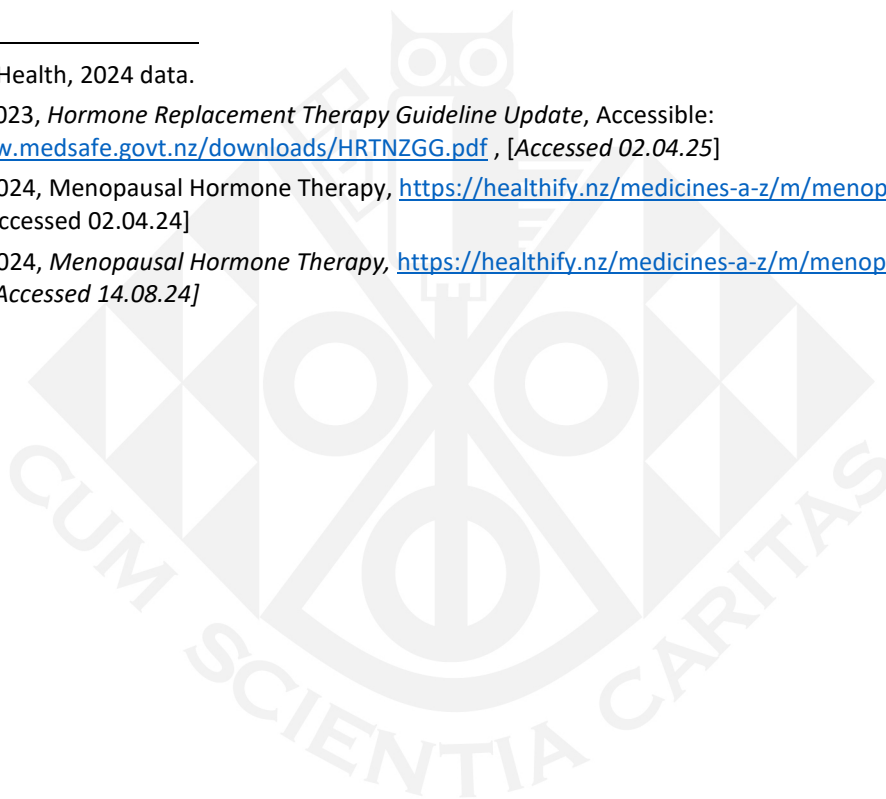 Health, 2024 data.
023, Hormone Replacement Therapy Guideline Update, Accessible:
w.medsafe.govt.nz/downloads/HRTNZGG.pdf , [Accessed 02.04.25]
024, Menopausal Hormone Therapy, https://healthify.nz/medicines-a-z/m/menop
ccessed 02.04.24]
024, Menopausal Hormone Therapy, https://healthify.nz/medicines-a-z/m/menop
Accessed 14.08.24]
CUM SCIENTIA CARITAS